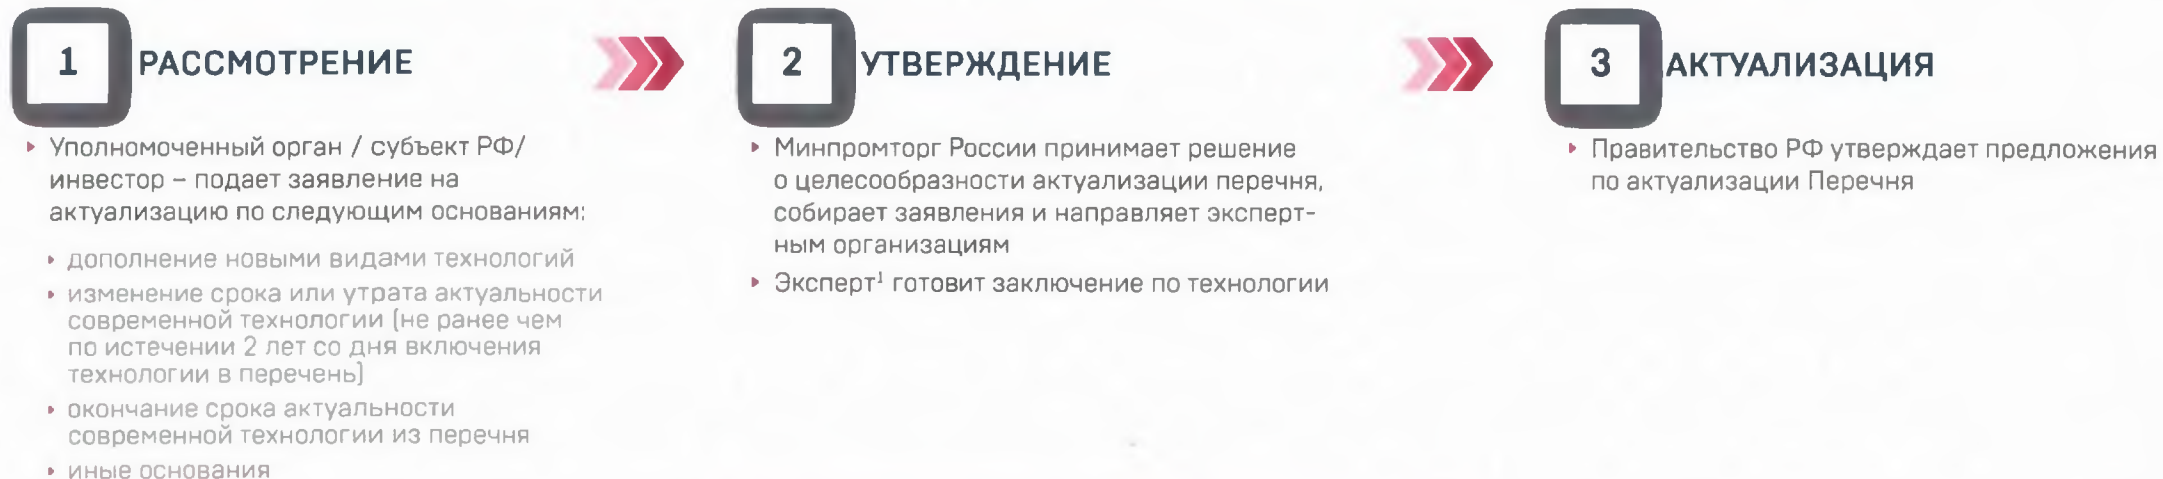 1 РАССМОТРЕНИЕ
Уполномоченный орган / субъект РФ/
инвестор – подает заявление на
актуализацию по следующим основаниям:
дополнение новыми видами технологий
изменение срока или утрата актуальности
современной технологии (не ранее чем
по истечении 2 лет со дня включения
технологии в перечень)
окончание срока актуальности
современной технологии из перечня
иные основания
2 УТВЕРЖДЕНИЕ
Минпромторг России принимает решение
о целесообразности актуализации перечня,
собирает заявления и направляет эксперт-
ным организациям
Эксперт¹ готовит заключение по технологии
3 АКТУАЛИЗАЦИЯ
Правительство РФ утверждает предложения
по актуализации Перечня